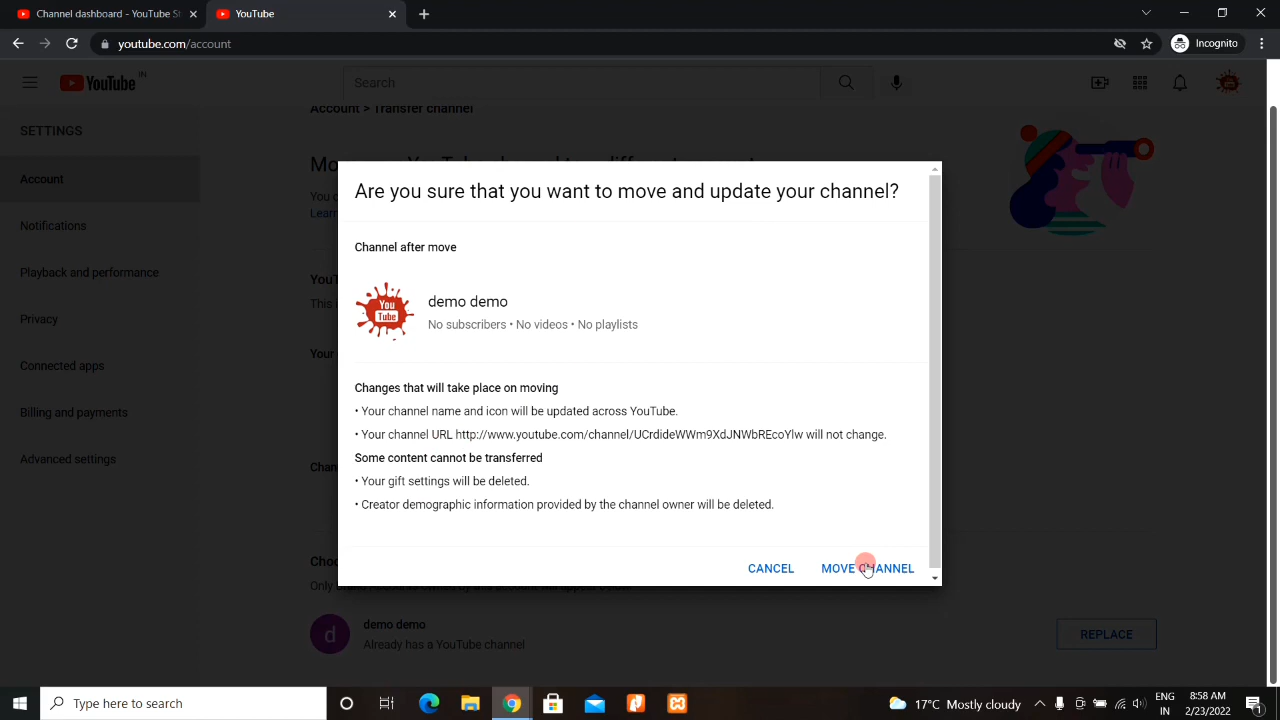 Channel dashboard - YouTube St
YouTube
youtube.com/account
Incognito
YouTube IN
Search
Account > Transfer channel
SETTINGS
Account
Notifications
Playback and performance
Privacy
Connected apps
Billing and payments
Advanced settings
Are you sure that you want to move and update your channel?
Channel after move
You
Tube
demo demo
No subscribers • No videos • No playlists
Changes that will take place on moving
• Your channel name and icon will be updated across YouTube.
• Your channel URL http://www.youtube.com/channel/UCrdideWWm9XdJNWbREcoYlw will not change.
Some content cannot be transferred
• Your gift settings will be deleted.
• Creator demographic information provided by the channel owner will be deleted.
CANCEL
MOVE CHANNEL
d
demo demo
Already has a YouTube channel
REPLACE
Type here to search
17°C Mostly cloudy
ENG
IN
8:58 AM
2/23/2022